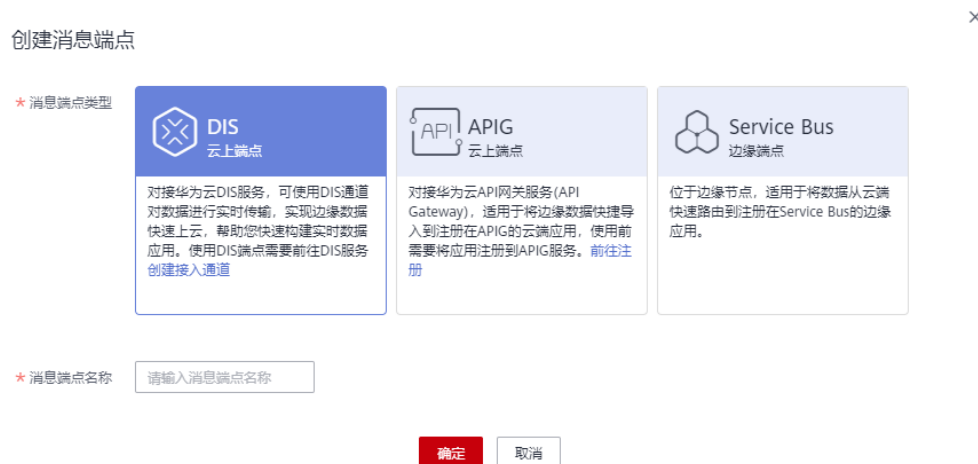 创建消息端点
* 消息端点类型
DIS
云上端点
对接华为云DIS服务，可使用DIS通道
对数据进行实时传输，实现边缘数据
快速上云，帮助您快速构建实时数据
应用。使用DIS端点需要前往DIS服务
创建接入通道
API
APIG
云上端点
对接华为云API网关服务(API
Gateway)，适用于将边缘数据快捷导
入到注册在APIG的云端应用，使用前
需要将应用注册到APIG服务。前往注
册
Service Bus
边缘端点
位于边缘节点，适用于将数据从云端
快速路由到注册在Service Bus的边缘
应用。
* 消息端点名称
请输入消息端点名称
确定
取消